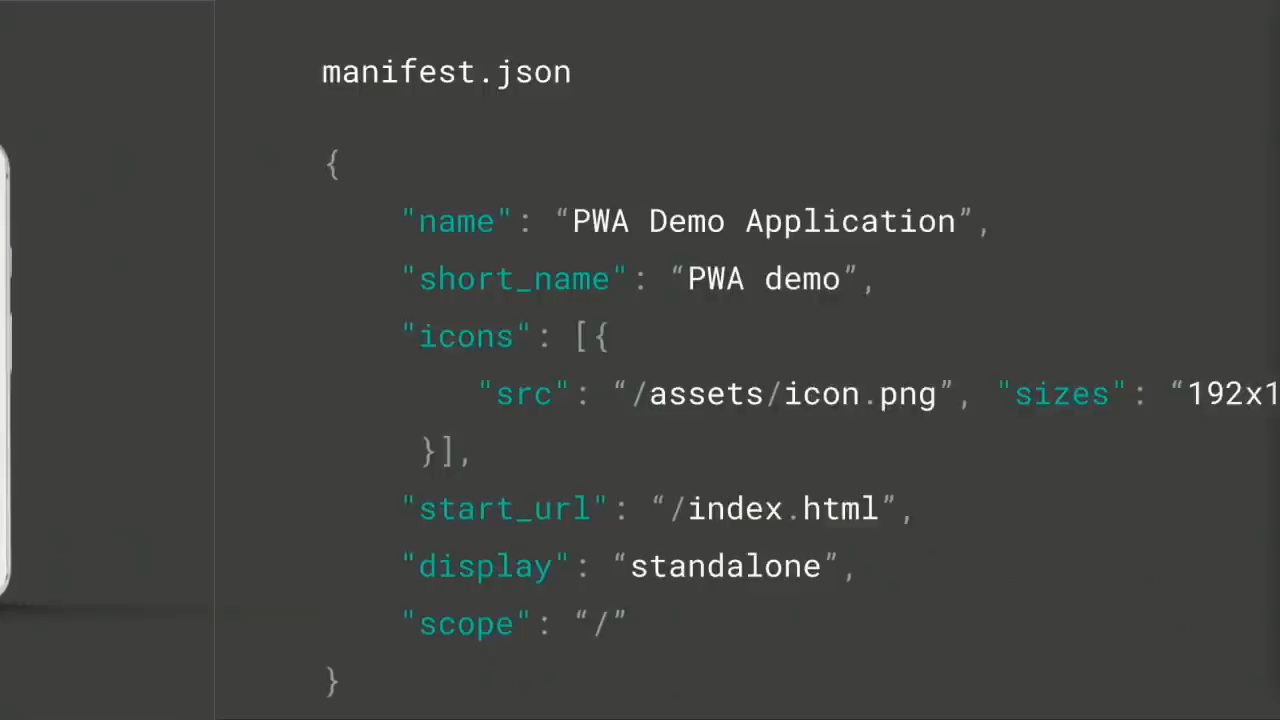 manifest.json
{
"name": “PWA Demo Application”,
"short_name": “PWA demo”,
"icons": [{
"src": “/assets/icon.png”, "sizes": “192x1
}],
"start_url": “/index.html”,
"display": “standalone”,
"scope": “/”
}